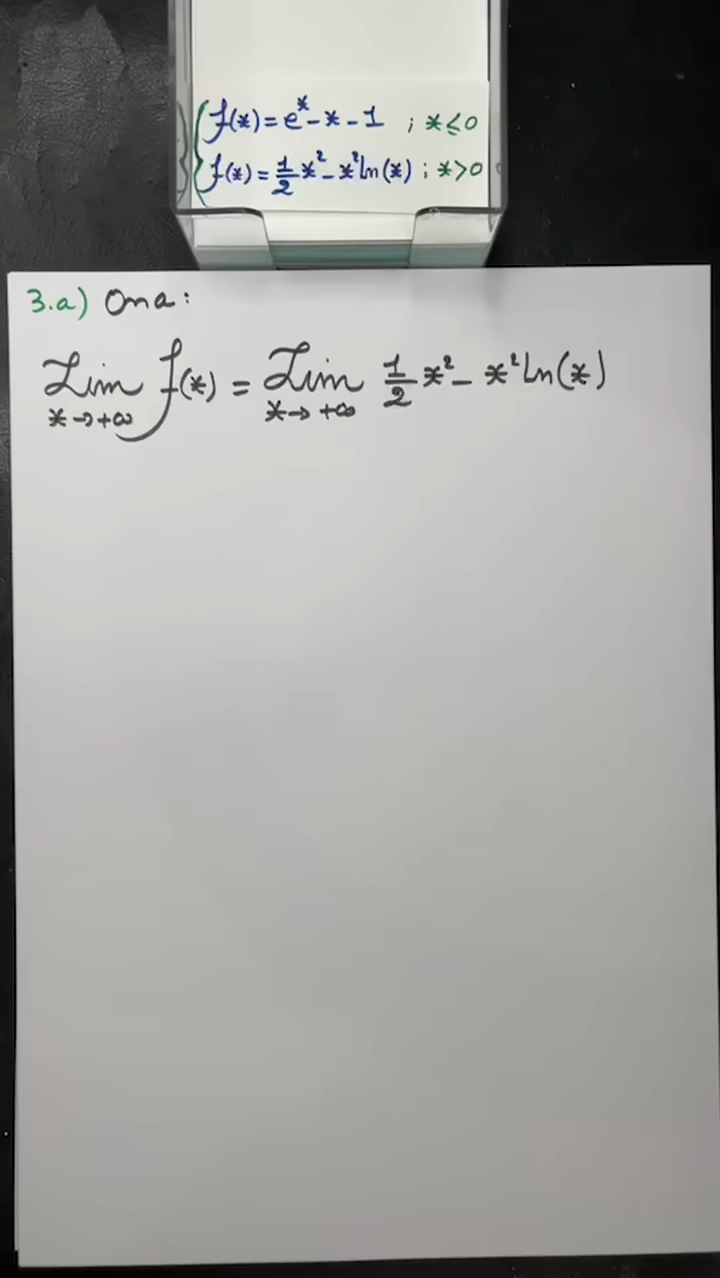 f(x) = e^x - x - 1 ; x ≤ 0
f(x) = 1/2 x² - x² ln(x) ; x > 0
3.a) On a :
Lim x→+∞ f(x) = Lim x→+∞ 1/2 x² - x² ln(x)